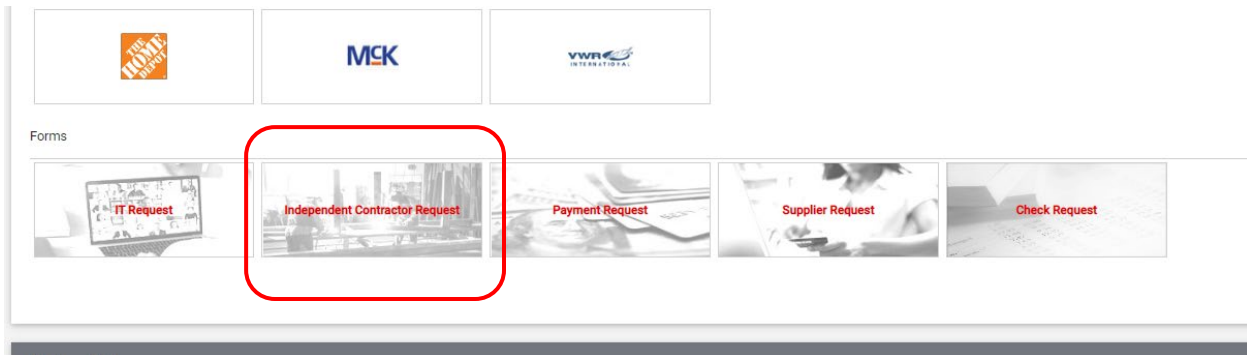 THE
HOME
DEPOT
McK
VWR
INTERNATIONAL
Forms
IT Request
Independent Contractor Request
Payment Request
Supplier Request
Check Request